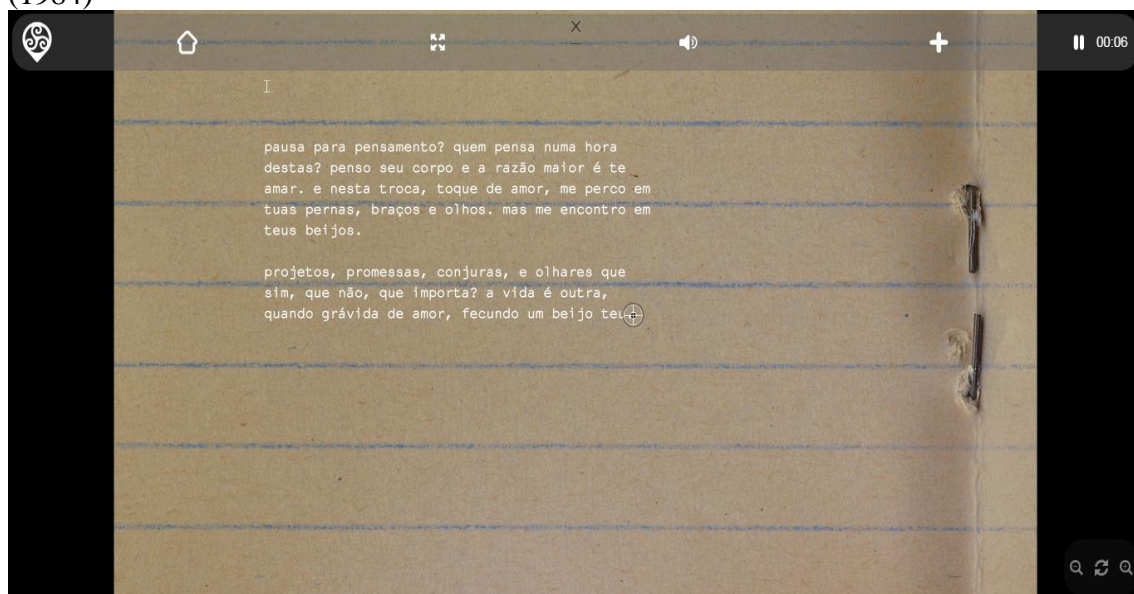 (1984)
X
00:06
I
pausa para pensamento? quem pensa numa hora
destas? penso seu corpo e a razão maior é te
amar. e nesta troca, toque de amor, me perco em
tuas pernas, braços e olhos. mas me encontro em
teus beijos.
projetos, promessas, conjuras, e olhares que
sim, que não, que importa? a vida é outra,
quando grávida de amor, fecundo um beijo teu